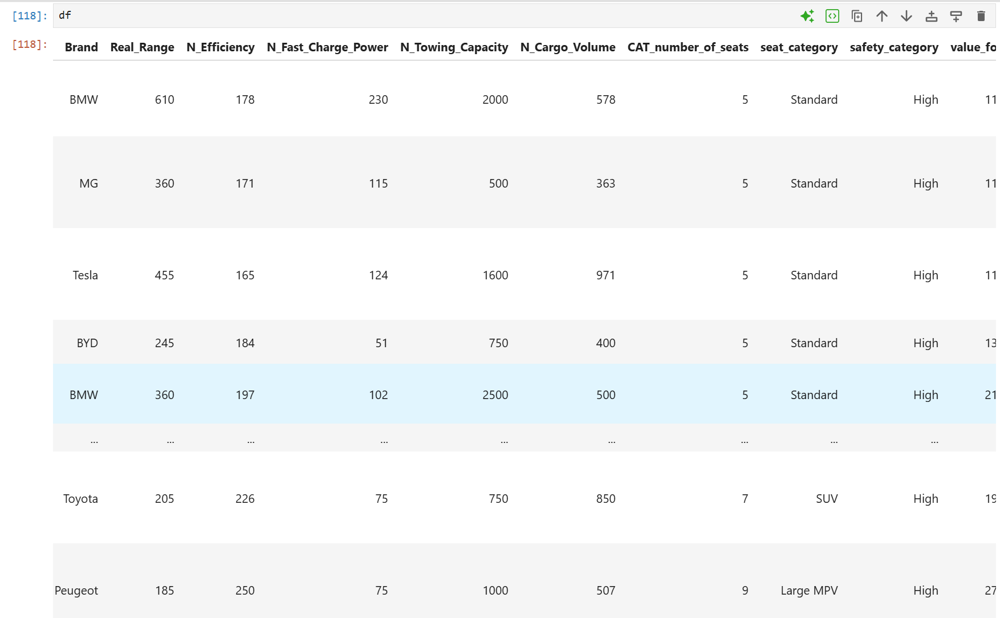 [118]: df
[118]: Brand Real_Range N_Efficiency N_Fast_Charge_Power N_Towing_Capacity N_Cargo_Volume CAT_number_of_seats seat_category safety_category value_fo
BMW 610 178 230 2000 578 5 Standard High 11
MG 360 171 115 500 363 5 Standard High 11
Tesla 455 165 124 1600 971 5 Standard High 11
BYD 245 184 51 750 400 5 Standard High 13
BMW 360 197 102 2500 500 5 Standard High 21
... ... ... ... ... ... ... ... ...
Toyota 205 226 75 750 850 7 SUV High 19
Peugeot 185 250 75 1000 507 9 Large MPV High 27